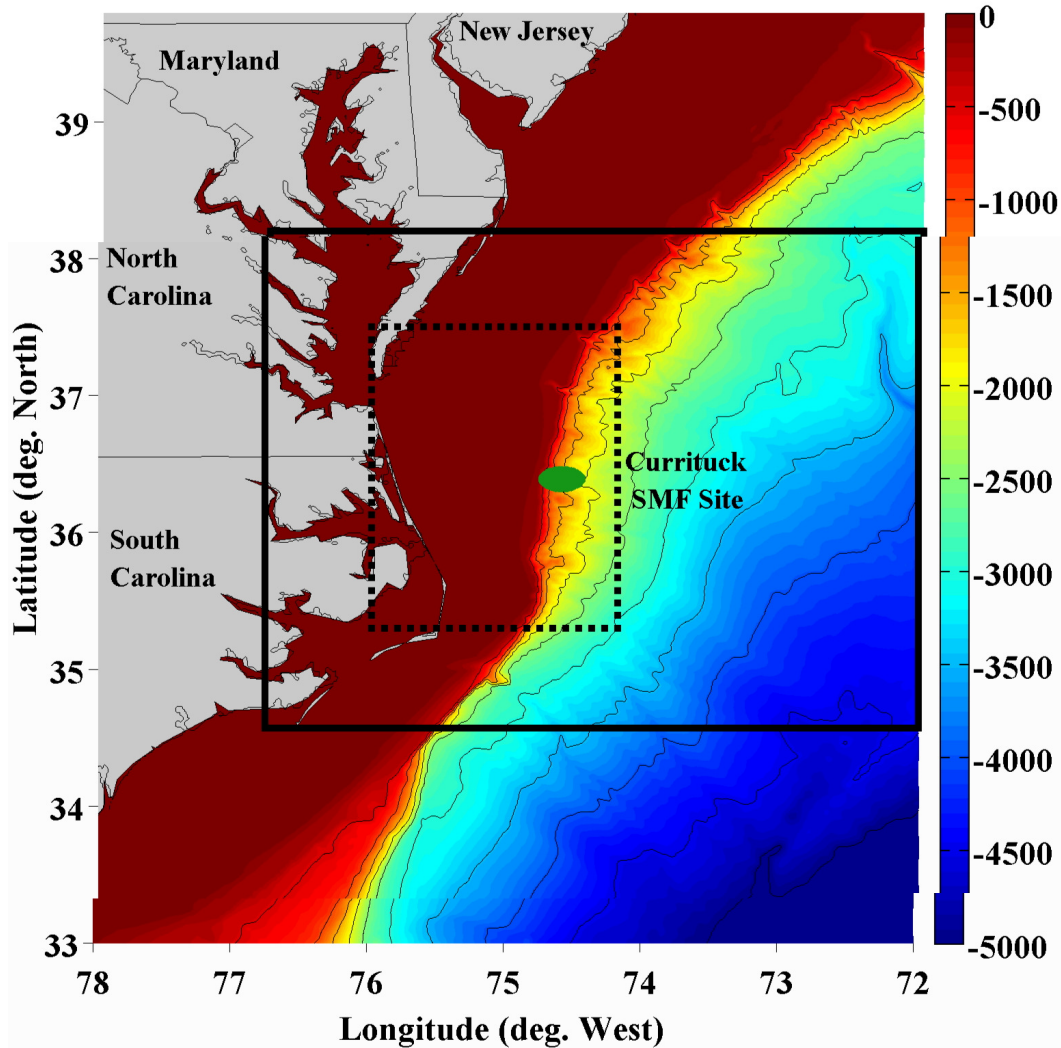 New Jersey
Maryland
North
Carolina
Currituck
SMF Site
South
Carolina
39
38
37
36
35
34
33
78
77
76
75
74
73
72
Latitude (deg. North)
Longitude (deg. West)
0
-500
-1000
-1500
-2000
-2500
-3000
-3500
-4000
-4500
-5000